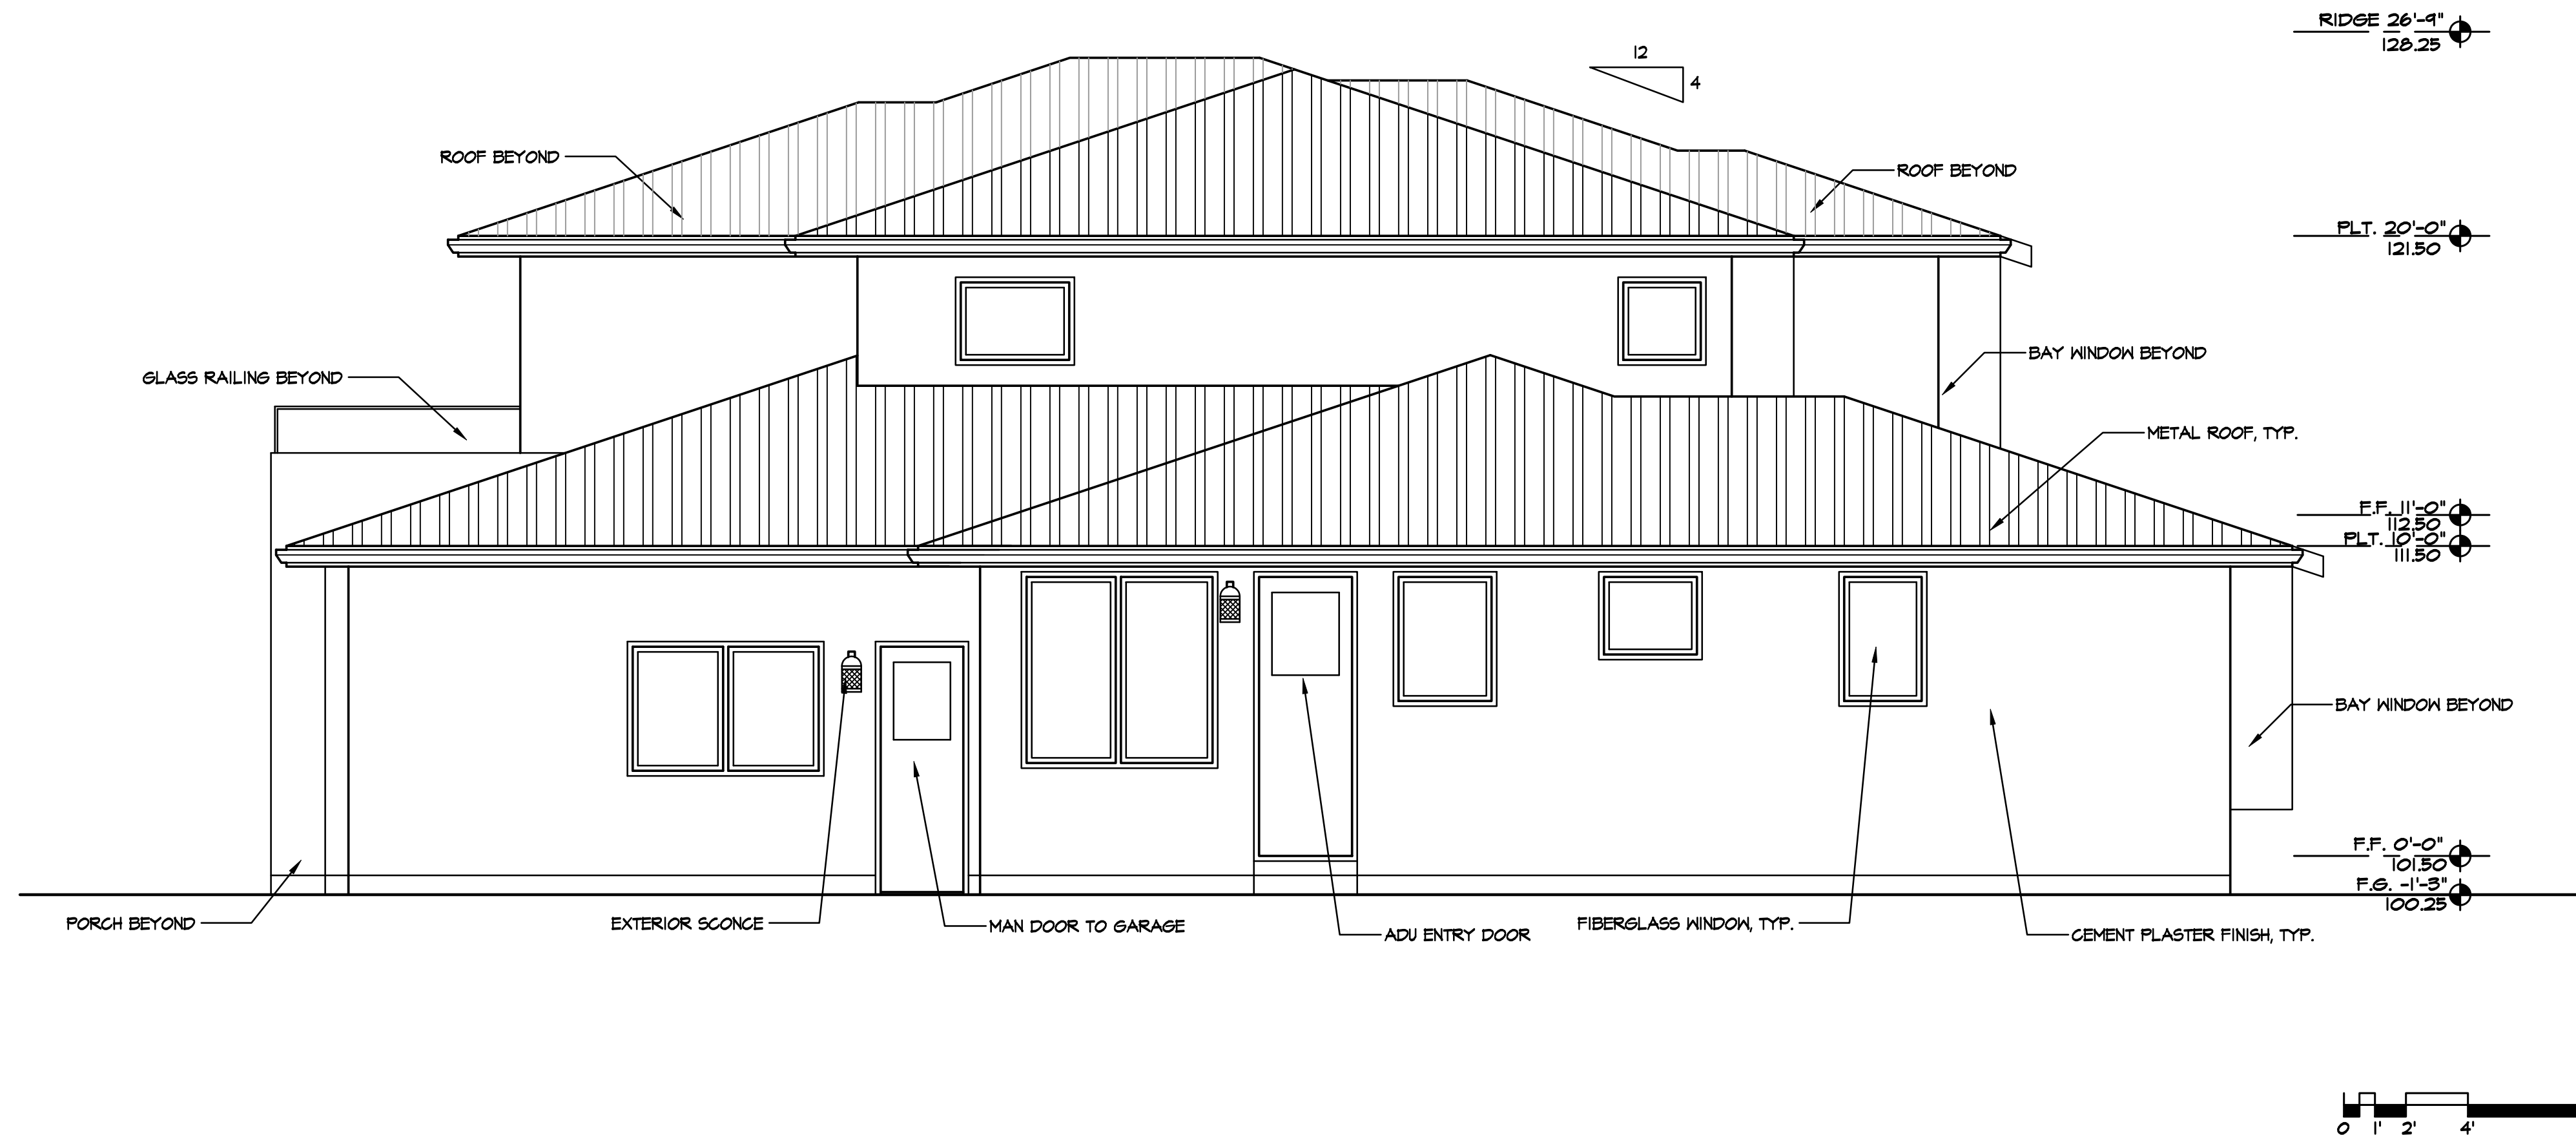 RIDGE 26'-9"
128.25
12
4
ROOF BEYOND
ROOF BEYOND
PLT. 20'-0"
121.50
BAY WINDOW BEYOND
GLASS RAILING BEYOND
METAL ROOF, TYP.
F.F. 11'-0"
112.50
PLT. 10'-0"
111.50
BAY WINDOW BEYOND
F.F. 0'-0"
101.50
F.G. -1'-3"
100.25
PORCH BEYOND
EXTERIOR SCONCE
MAN DOOR TO GARAGE
ADU ENTRY DOOR
FIBERGLASS WINDOW, TYP.
CEMENT PLASTER FINISH, TYP.
0 1' 2' 4'